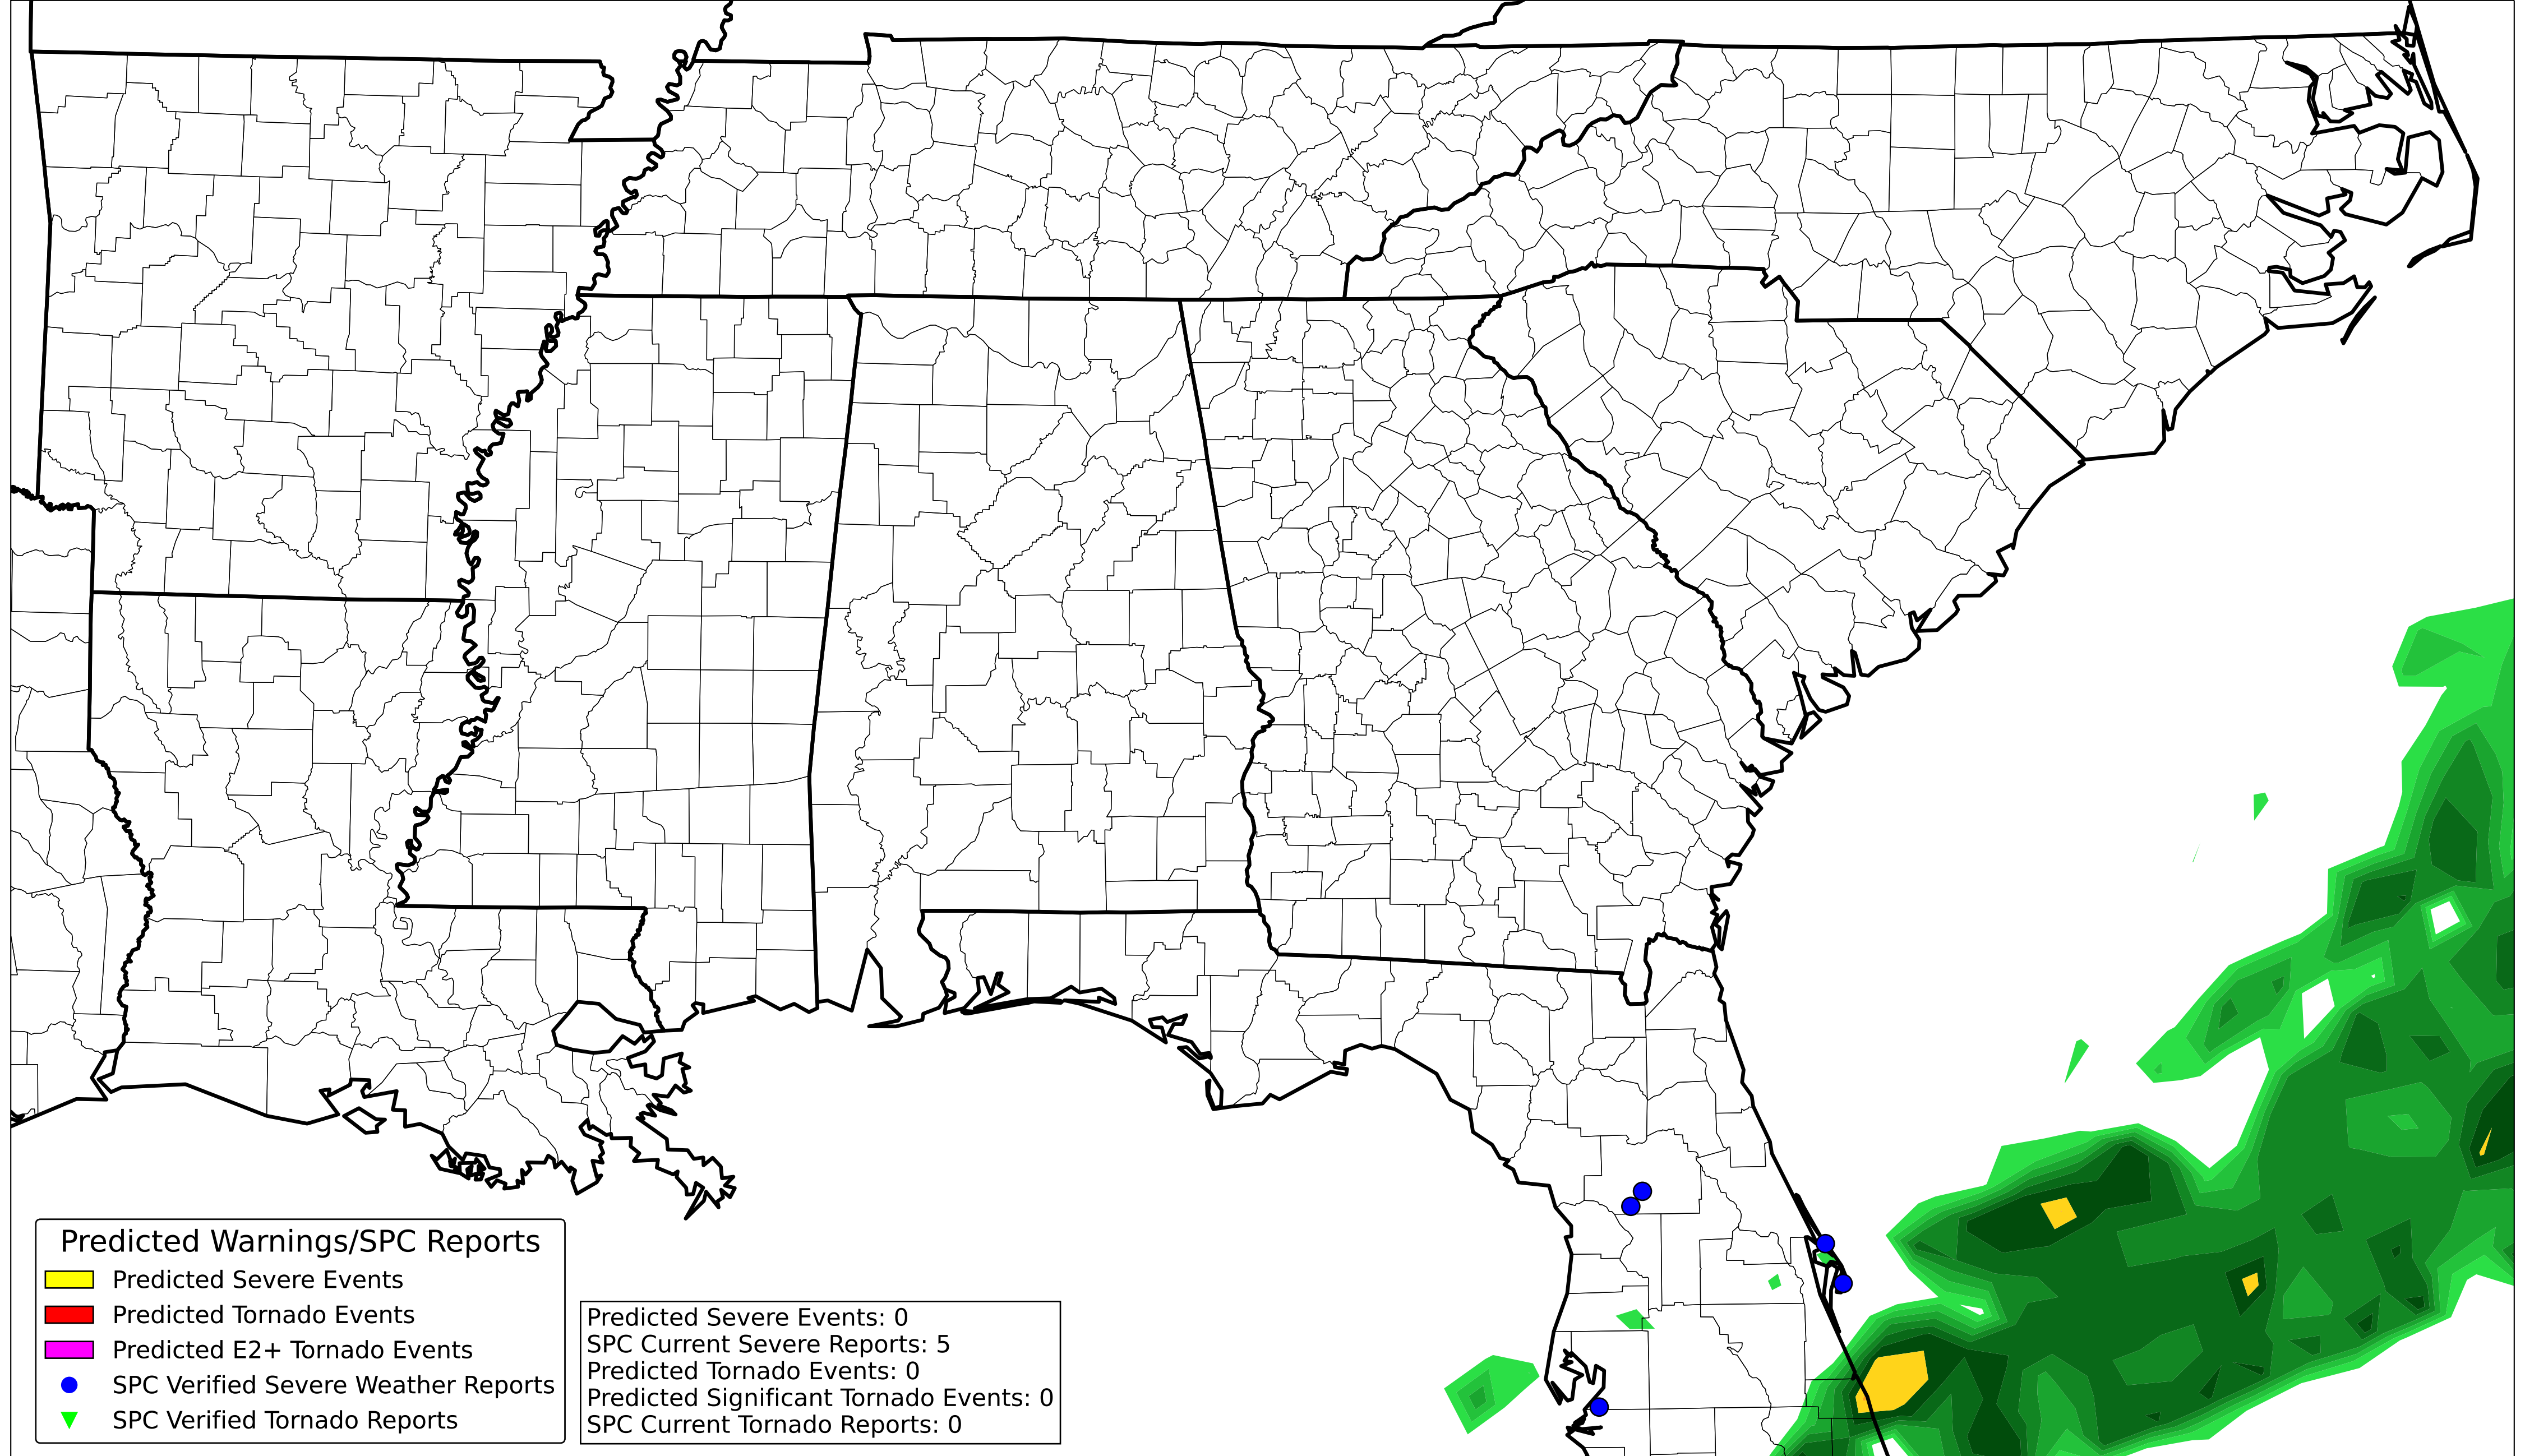 Predicted Warnings/SPC Reports
Predicted Severe Events
Predicted Tornado Events
Predicted E2+ Tornado Events
SPC Verified Severe Weather Reports
SPC Verified Tornado Reports
Predicted Severe Events: 0
SPC Current Severe Reports: 5
Predicted Tornado Events: 0
Predicted Significant Tornado Events: 0
SPC Current Tornado Reports: 0